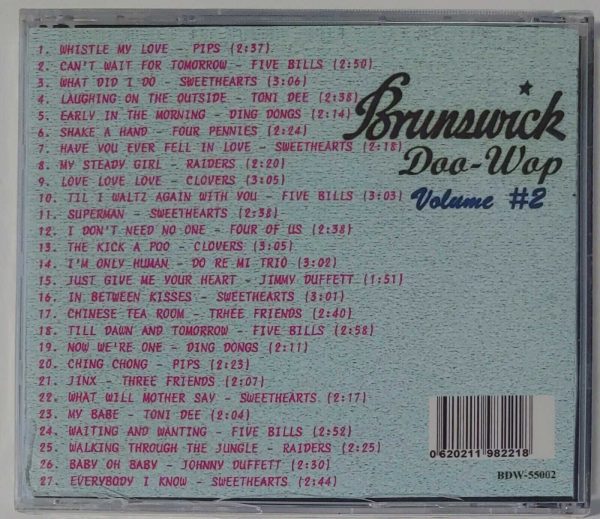 1. WHISTLE MY LOVE - PIPS (2:37)
2. CAN'T WAIT FOR TOMORROW - FIVE BILLS (2:50)
3. WHAT DID I DO - SWEETHEARTS (3:06)
4. LAUGHING ON THE OUTSIDE - TONI DEE (2:38)
5. EARLY IN THE MORNING - DING DONGS (2:14)
6. SHAKE A HAND - FOUR PENNIES (2:24)
7. HAVE YOU EVER FELL IN LOVE - SWEETHEARTS (2:18)
8. MY STEADY GIRL - RAIDERS (2:20)
9. LOVE LOVE LOVE - CLOVERS (3:05)
10. TIL I WALTZ AGAIN WITH YOU - FIVE BILLS (3:03)
11. SUPERMAN - SWEETHEARTS (2:38)
12. I DON'T NEED NO ONE - FOUR OF US (2:38)
13. THE KICK A POO - CLOVERS (3:05)
14. I'M ONLY HUMAN - DO RE MI TRIO (3:02)
15. JUST GIVE ME YOUR HEART - JIMMY DUFFETT (1:51)
16. IN BETWEEN KISSES - SWEETHEARTS (3:01)
17. CHINESE TEA ROOM - TRHEE FRIENDS (2:40)
18. TILL DAWN AND TOMORROW - FIVE BILLS (2:58)
19. NOW WE'RE ONE - DING DONGS (2:11)
20. CHING CHONG - PIPS (2:23)
21. JINX - THREE FRIENDS (2:07)
22. WHAT WILL MOTHER SAY - SWEETHEARTS (2:17)
23. MY BABE - TONI DEE (2:04)
24. WAITING AND WANTING - FIVE BILLS (2:52)
25. WALKING THROUGH THE JUNGLE - RAIDERS (2:25)
26. BABY OH BABY - JOHNNY DUFFETT (2:30)
27. EVERYBODY I KNOW - SWEETHEARTS (2:44)
Brunswick
Doo-Wop
Volume #2
0 620211 982218
BDW-55002